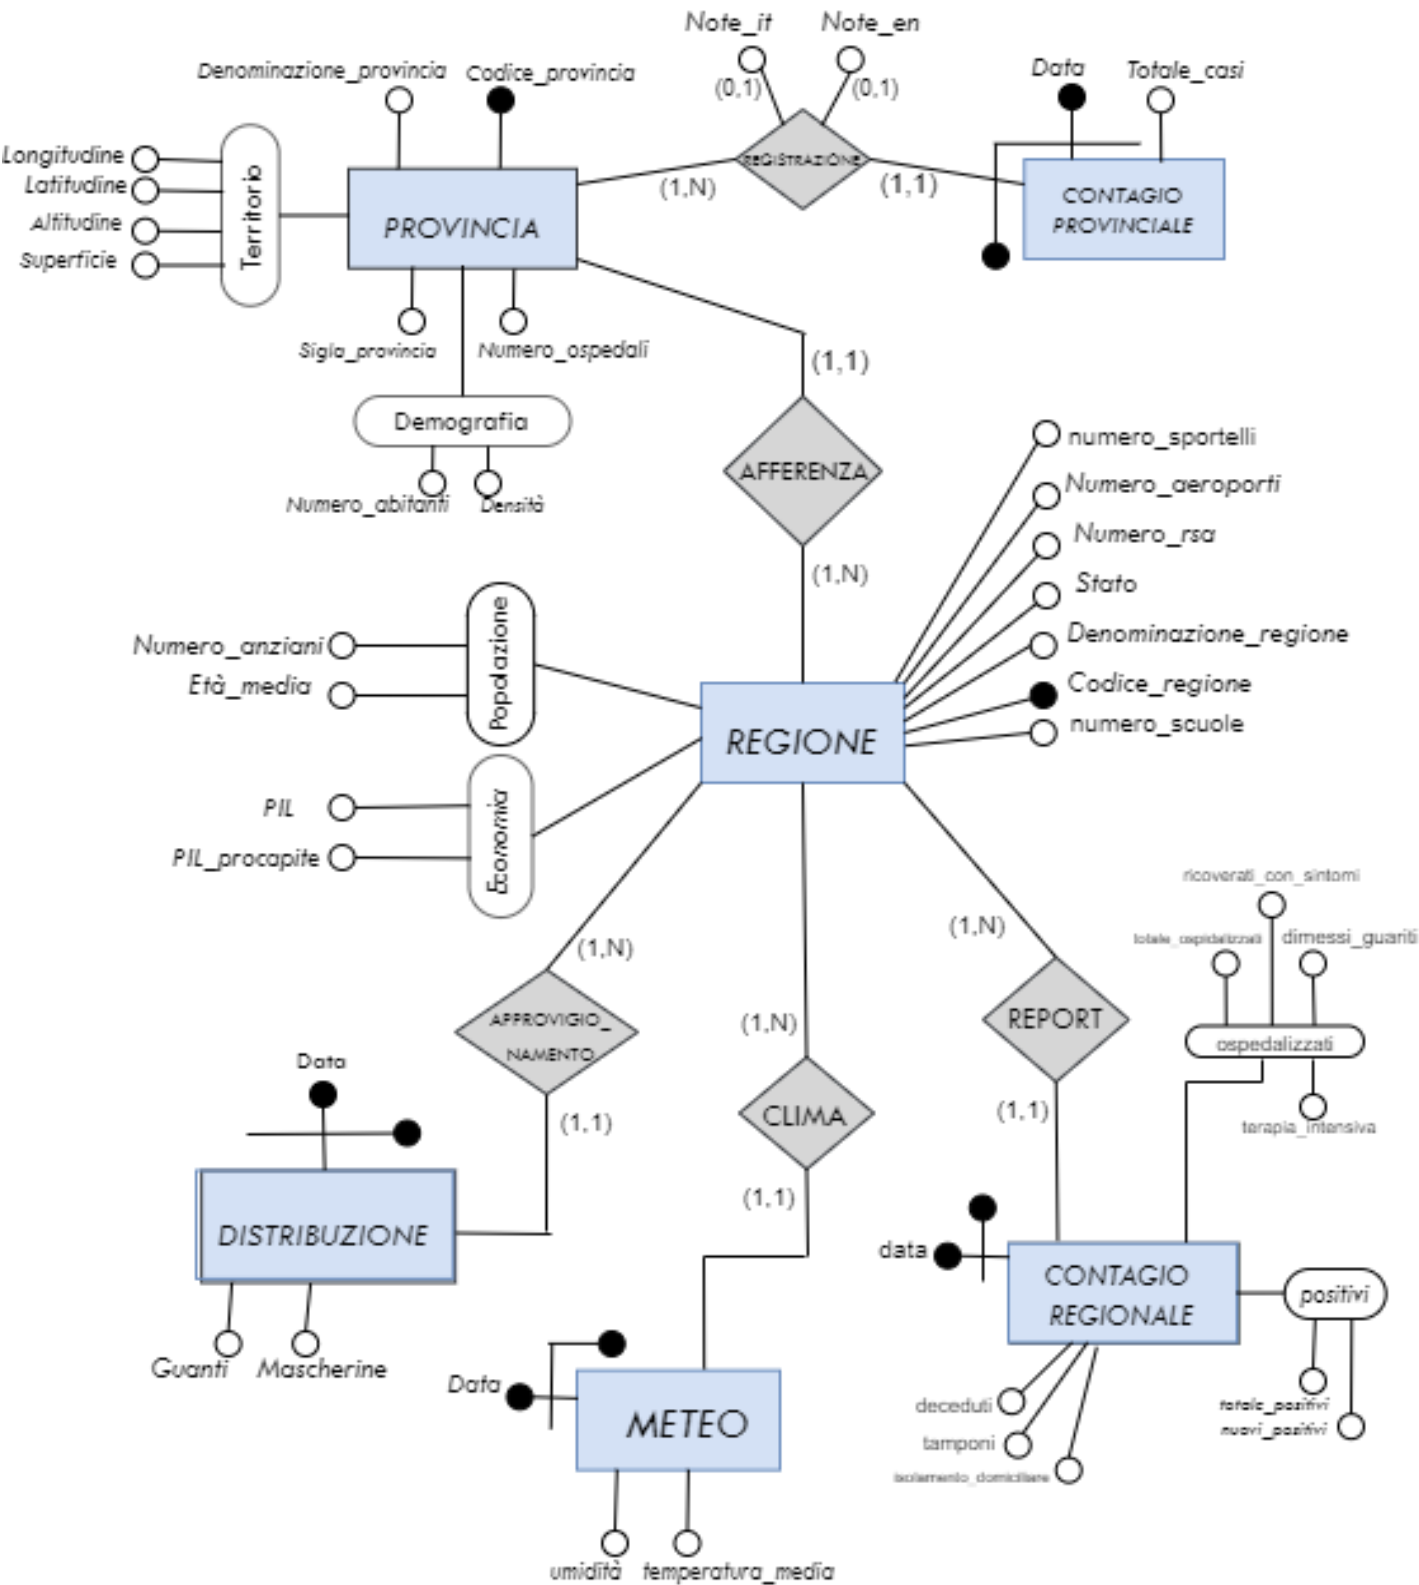 Note_it
Note_en
(0,1)
(0,1)
Denominazione_provincia
Codice_provincia
Data
Totale_casi
Longitudine
Latitudine
Altitudine
Superficie
Territorio
PROVINCIA
(1,N)
REGISTRAZIONE
(1,1)
CONTAGIO
PROVINCIALE
Sigla_provincia
Numero_ospedali
Demografia
Numero_abitanti
Densità
(1,1)
AFFERENZA
(1,N)
numero_sportelli
Numero_aeroporti
Numero_rsa
Stato
Denominazione_regione
Codice_regione
numero_scuole
Numero_anziani
Età_media
Popolazione
REGIONE
PIL
PIL_procapite
Economia
(1,N)
APPROVIGIO_
NAMENTO
(1,1)
Data
DISTRIBUZIONE
Guanti
Mascherine
(1,N)
CLIMA
(1,1)
Data
METEO
umidità
temperatura_media
(1,N)
REPORT
(1,1)
ricoverati_con_sintomi
totale_ospidalizzati
dimessi_guariti
ospedalizzati
terapia_intensiva
data
CONTAGIO
REGIONALE
positivi
totale_positivi
nuovi_positivi
deceduti
tamponi
isolamento_domiciliare